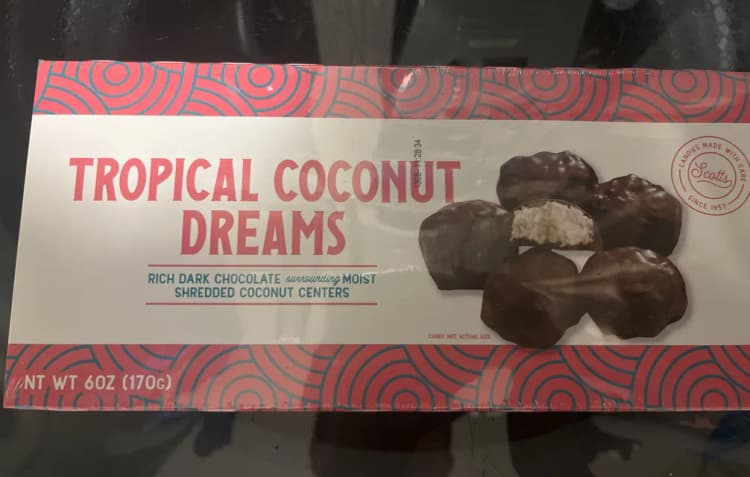 TROPICAL COCONUT
DREAMS
RICH DARK CHOCOLATE surrounding MOIST
SHREDDED COCONUT CENTERS
CANDIES MADE WITH CARE
Scotts
SINCE 1957
CANDY NOT ACTUAL SIZE
NT WT 6OZ (170G)